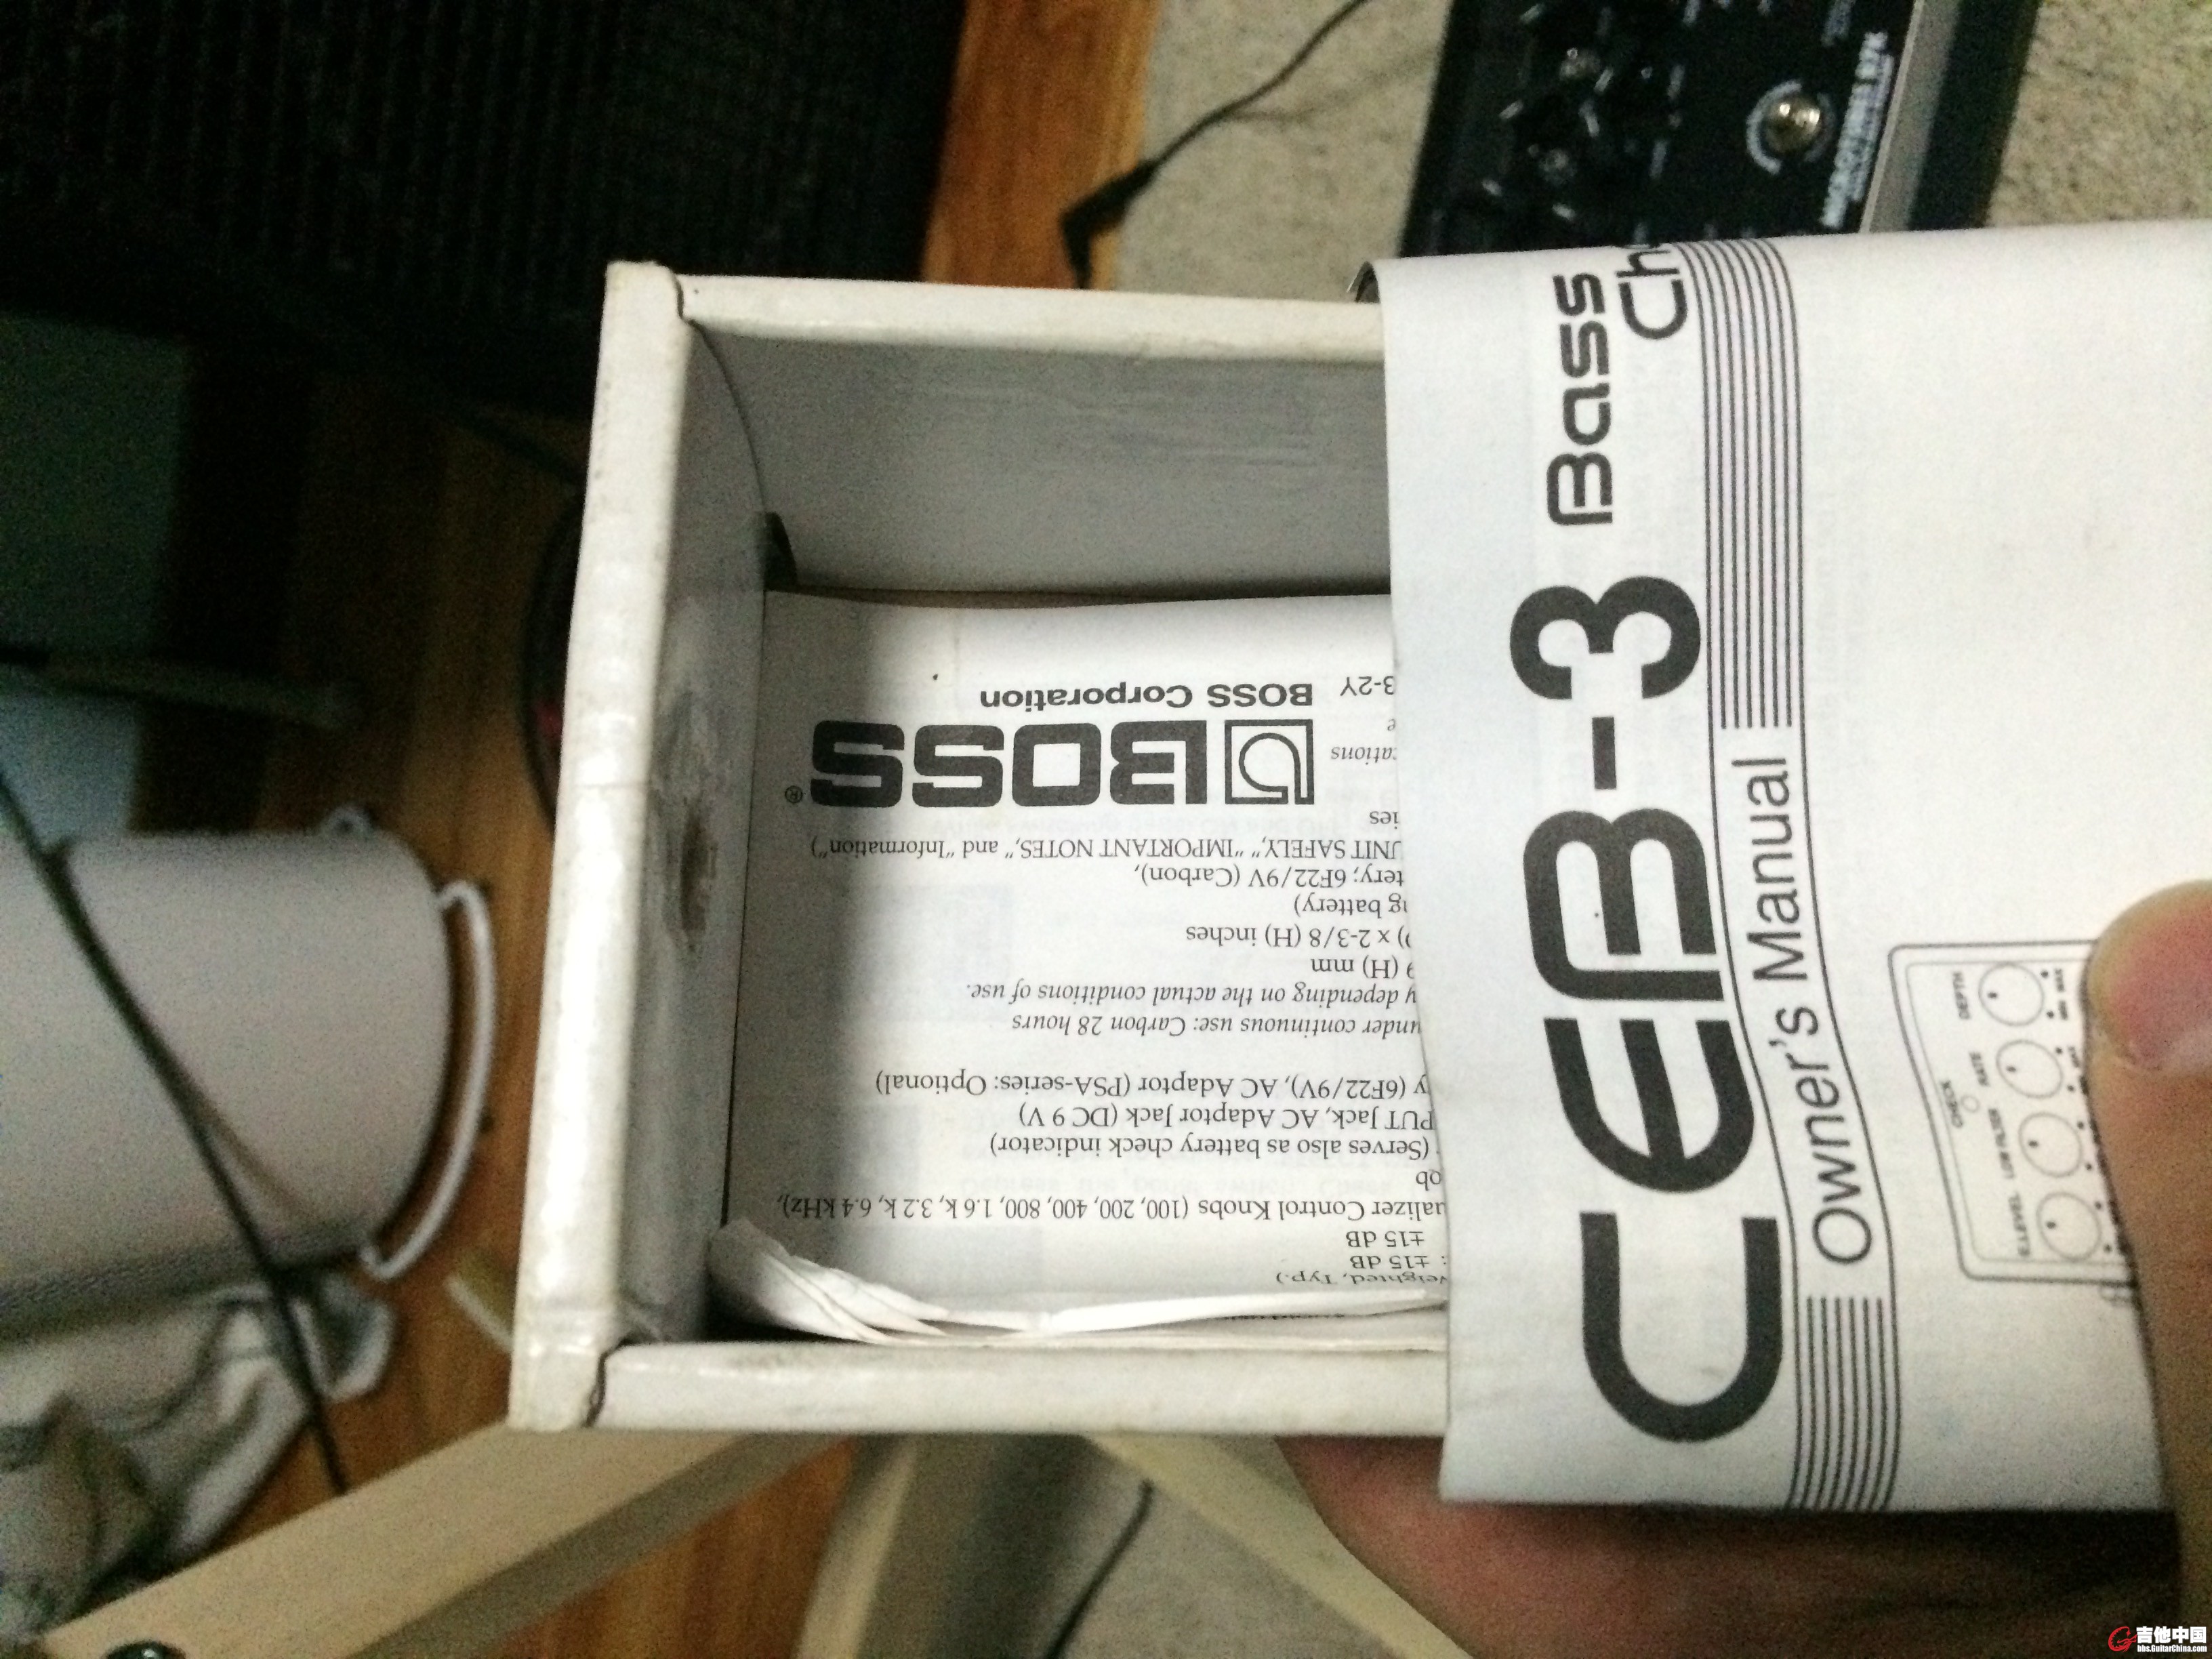 CEB-3 Bass
Ch
Owner's Manual
CHECK
E.LEVEL LOW FILTER RATE DEPTH
MIN MAX
eighted, Typ.)
: ±15 dB
±15 dB
ualizer Control Knobs (100, 200, 400, 800, 1.6 k, 3.2 k, 6.4 kHz),
ob
(Serves also as battery check indicator)
PUT Jack, AC Adaptor Jack (DC 9 V)
y (6F22/9V), AC Adaptor (PSA-series: Optional)
under continuous use: Carbon 28 hours
y depending on the actual conditions of use.
9 (H) mm
) x 2-3/8 (H) inches
ng battery)
tery; 6F22/9V (Carbon),
UNIT SAFELY," "IMPORTANT NOTES," and "Information")
ies
cations
e
BOSS®
3-2Y BOSS Corporation
吉他中国
bbs.GuitarChina.com